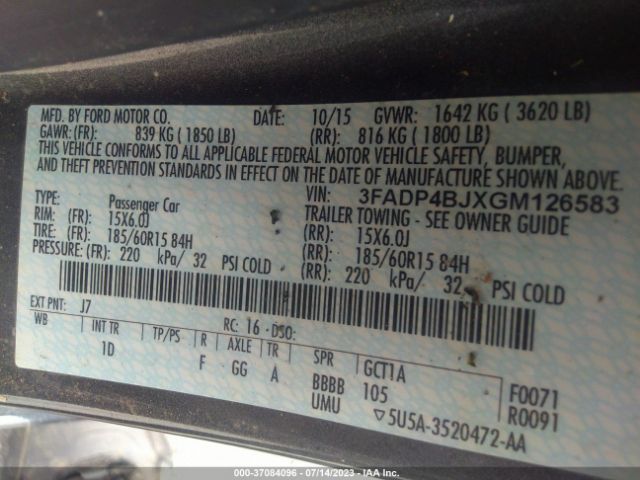 MFD. BY FORD MOTOR CO. DATE: 10/15 GVWR: 1642 KG ( 3620 LB)
GAWR: (FR): 839 KG ( 1850 LB) (RR): 816 KG ( 1800 LB)
THIS VEHICLE CONFORMS TO ALL APPLICABLE FEDERAL MOTOR VEHICLE SAFETY, BUMPER,
AND THEFT PREVENTION STANDARDS IN EFFECT ON THE DATE OF MANUFACTURE SHOWN ABOVE.
VIN: 3FADP4BJXGM126583
TYPE: Passenger Car TRAILER TOWING - SEE OWNER GUIDE
RIM: (FR): 15X6.0J (RR): 15X6.0J
TIRE: (FR): 185/60R15 84H (RR): 185/60R15 84H
PRESSURE: (FR): 220 kPa/ 32 PSI COLD (RR): 220 kPa/ 32 PSI COLD
EXT PNT: J7 RC: 16 DSO:
WB INT TR TP/PS R AXLE TR SPR GCT1A
1D F GG A BBBB 105 F0071
UMU ▽5U5A-3520472-AA R0091
000-37084096 - 07/14/2023 - IAA Inc.